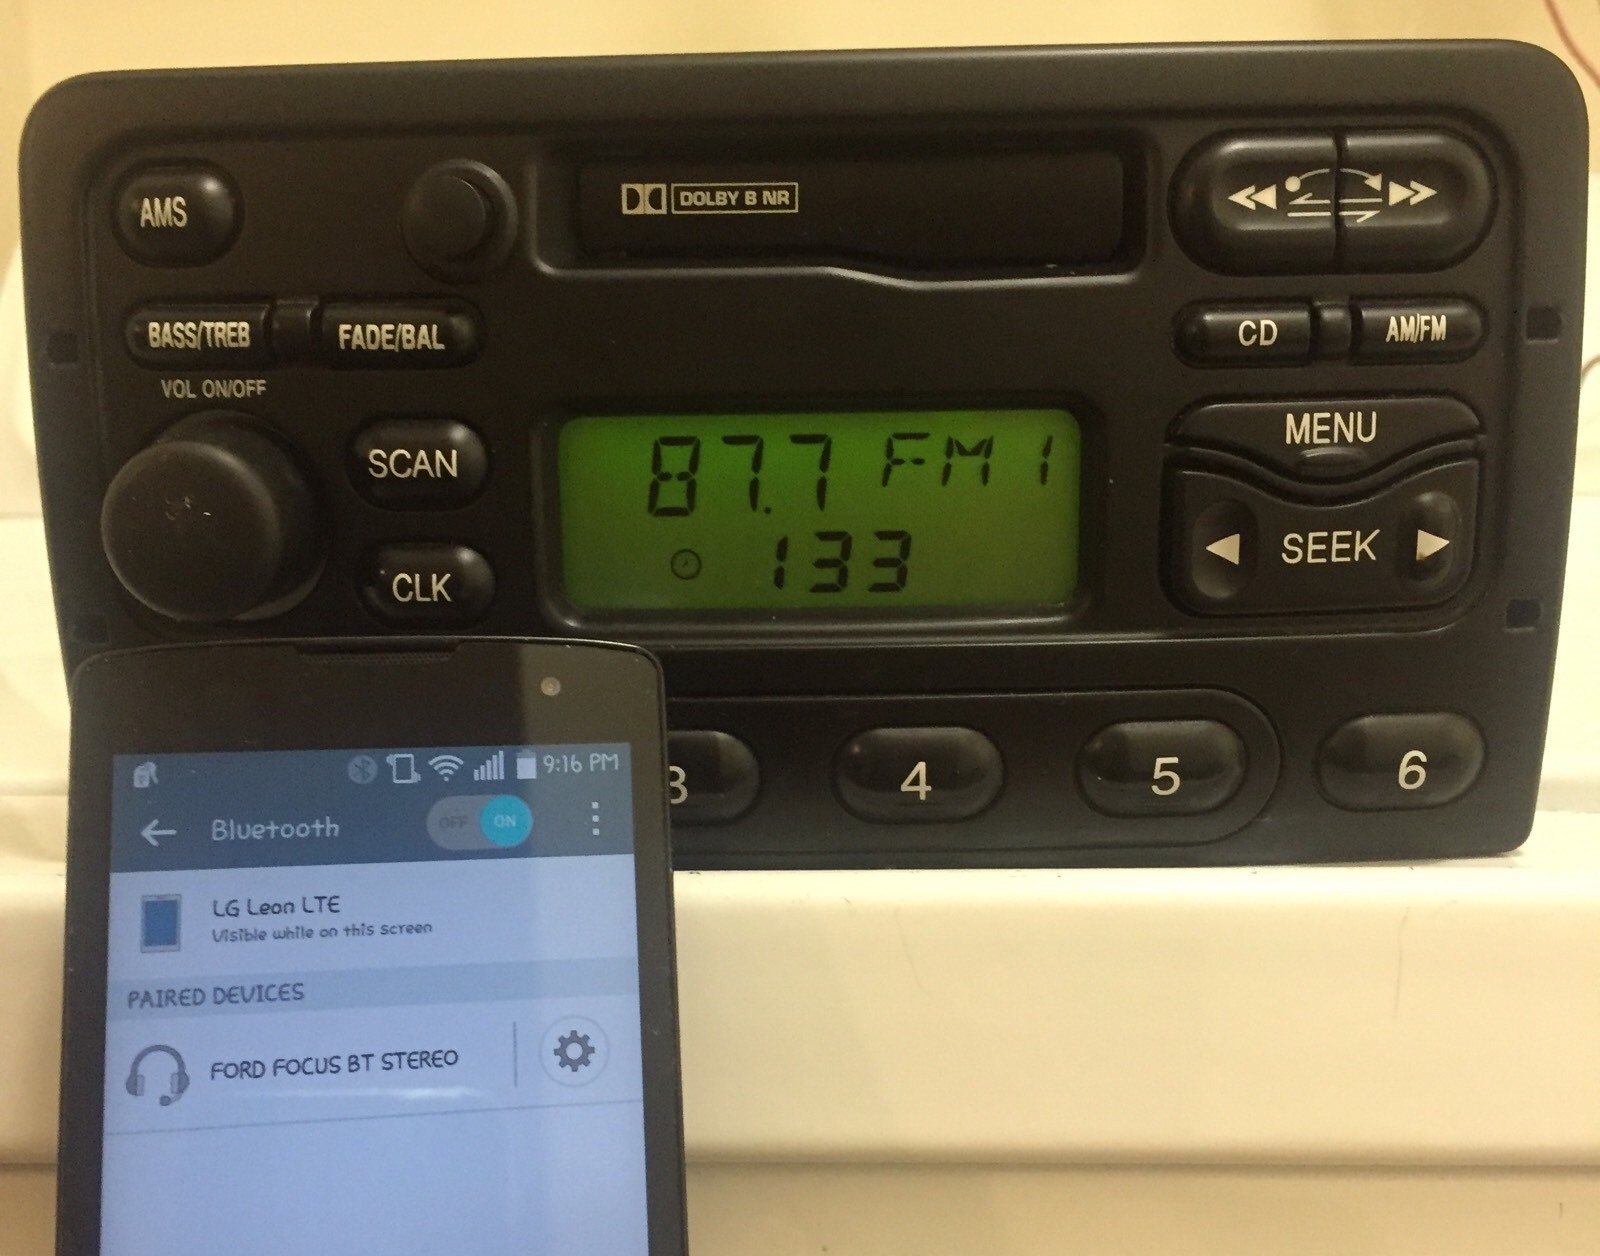 AMS
DOLBY B NR
BASS/TREB
FADE/BAL
CD
AM/FM
VOL ON/OFF
SCAN
87.7 FM 1
MENU
CLK
133
SEEK
3
4
5
6
9:16 PM
Bluetooth
OFF
ON
LG Leon LTE
Visible while on this screen
PAIRED DEVICES
FORD FOCUS BT STEREO